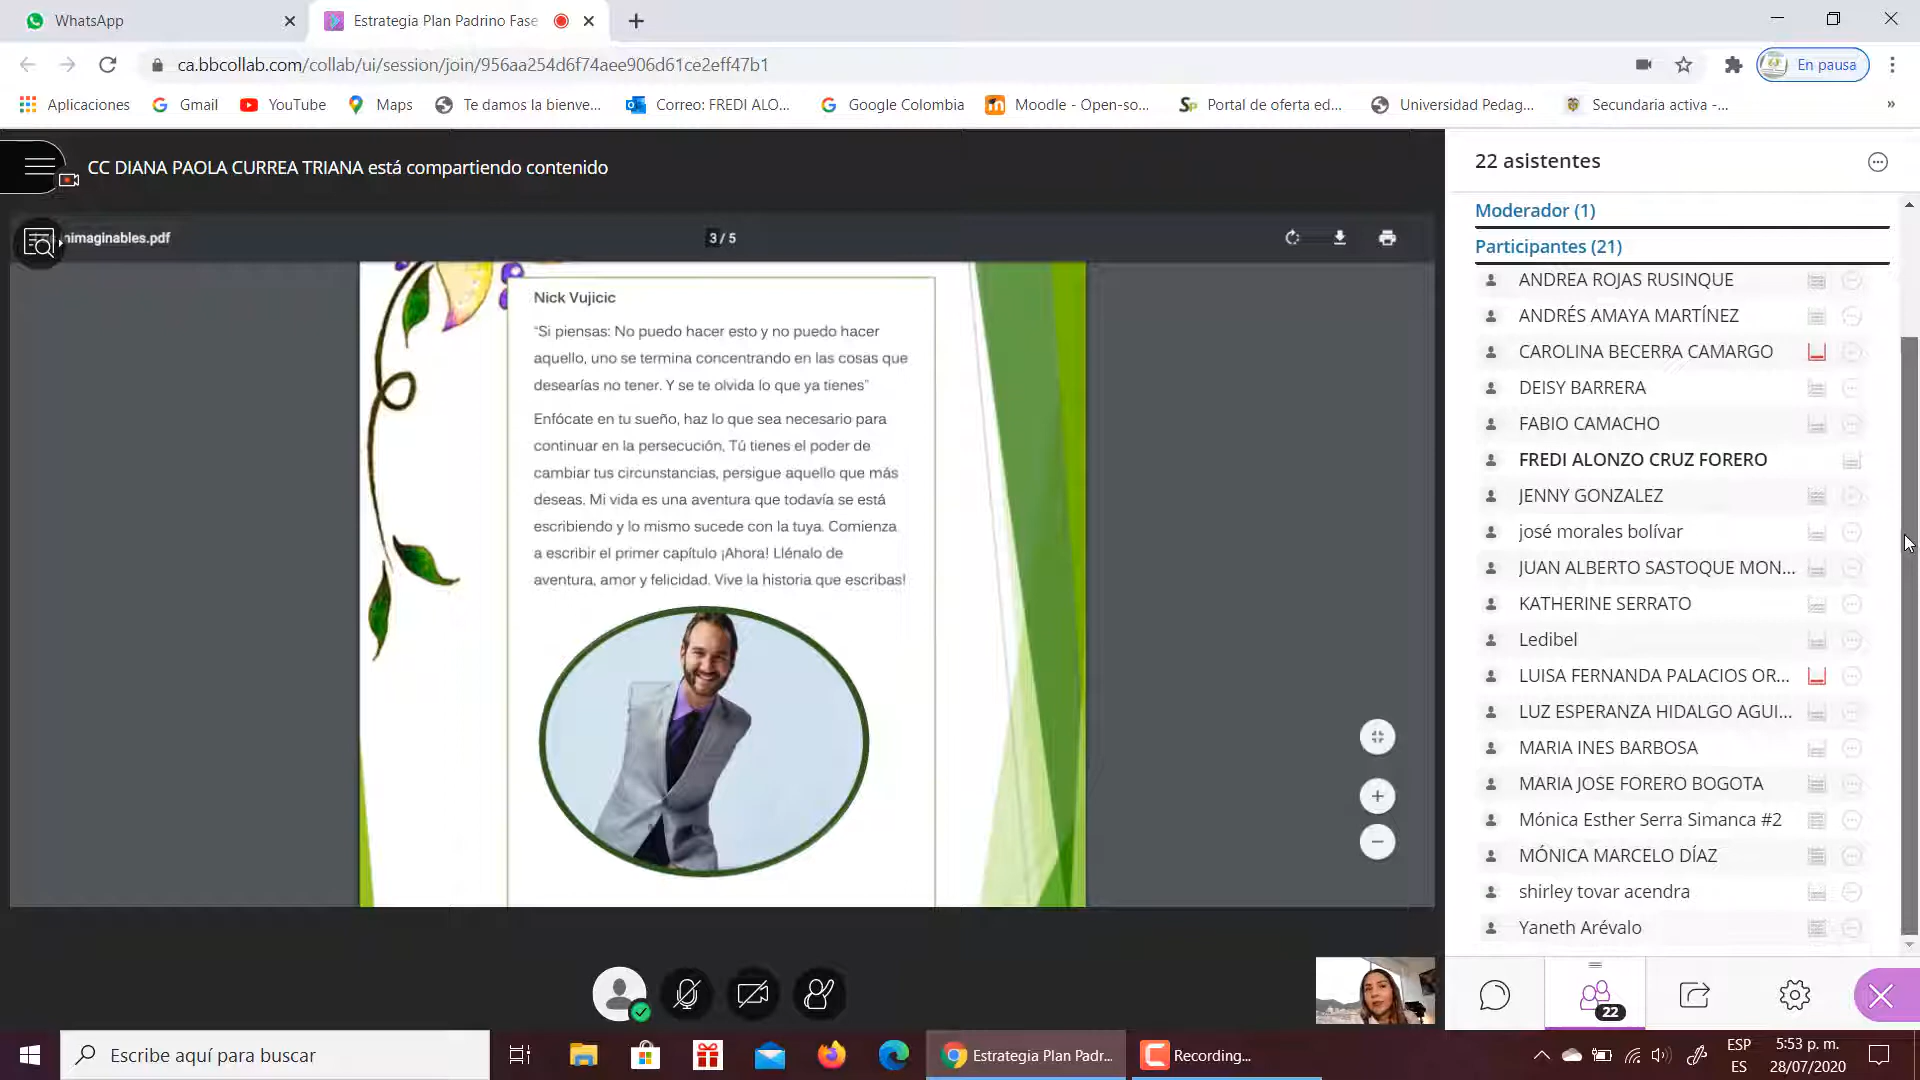 WhatsApp
Estrategia Plan Padrino Fase
ca.bbcollab.com/collab/ui/session/join/956aa254d6f74aee906d61ce2eff47b1
En pausa
Aplicaciones
Gmail
YouTube
Maps
Te damos la bienve...
Correo: FREDI ALO...
Google Colombia
Moodle - Open-so...
Portal de oferta ed...
Universidad Pedag...
Secundaria activa -...
»
CC DIANA PAOLA CURREA TRIANA está compartiendo contenido
nimaginables.pdf
3 / 5
Nick Vujicic
“Si piensas: No puedo hacer esto y no puedo hacer
aquello, uno se termina concentrando en las cosas que
desearías no tener. Y se te olvida lo que ya tienes”
Enfócate en tu sueño, haz lo que sea necesario para
continuar en la persecución, Tú tienes el poder de
cambiar tus circunstancias, persigue aquello que más
deseas. Mi vida es una aventura que todavía se está
escribiendo y lo mismo sucede con la tuya. Comienza
a escribir el primer capítulo ¡Ahora! Llénalo de
aventura, amor y felicidad. Vive la historia que escribas!
22 asistentes
Moderador (1)
Participantes (21)
ANDREA ROJAS RUSINQUE
ANDRÉS AMAYA MARTÍNEZ
CAROLINA BECERRA CAMARGO
DEISY BARRERA
FABIO CAMACHO
FREDI ALONZO CRUZ FORERO
JENNY GONZALEZ
josé morales bolívar
JUAN ALBERTO SASTOQUE MON...
KATHERINE SERRATO
Ledibel
LUISA FERNANDA PALACIOS OR...
LUZ ESPERANZA HIDALGO AGUI...
MARIA INES BARBOSA
MARIA JOSE FORERO BOGOTA
Mónica Esther Serra Simanca #2
MÓNICA MARCELO DÍAZ
shirley tovar acendra
Yaneth Arévalo
22
Escribe aquí para buscar
Estrategia Plan Padr...
Recording...
ESP
ES
5:53 p. m.
28/07/2020